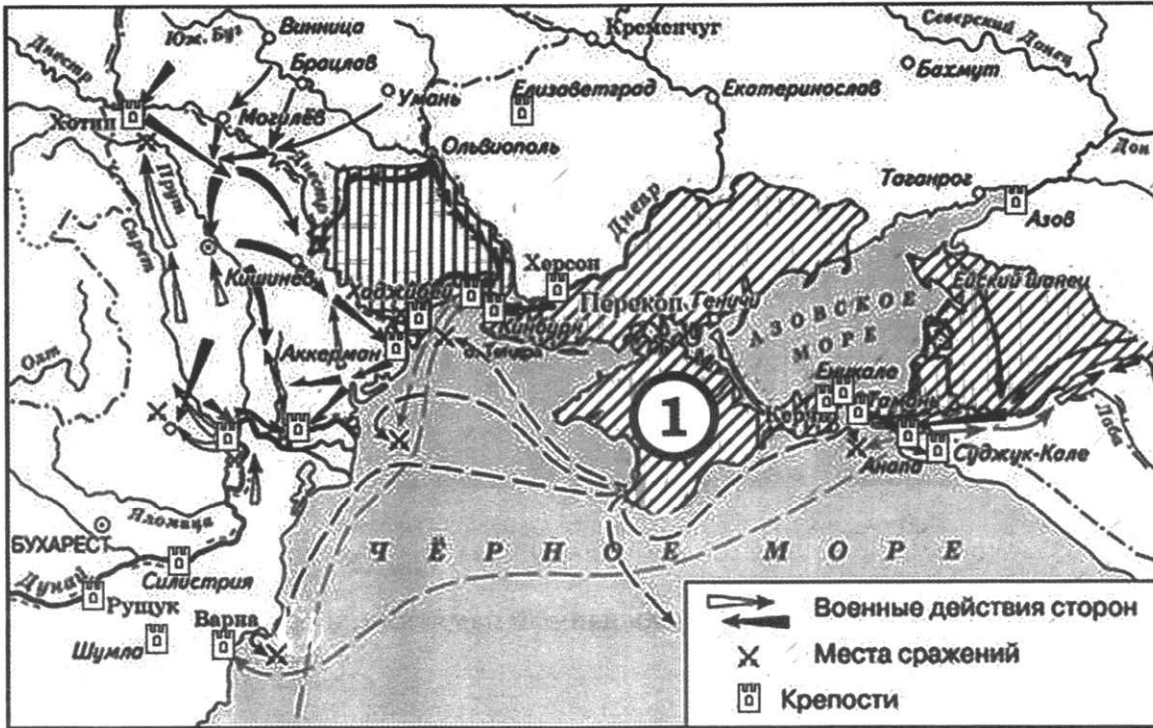 Юж. Буг
Винница
Кременчуг
Северский Донец
Днестр
Брацлав
Бахмут
Умань
Елизаветград
Екатеринослав
Хотин
Могилёв
Ольвиополь
Дон
Днестр
Прут
Таганрог
Днепр
Азов
Сирет
Кишинёв
Херсон
Хаджибей
Перекоп
Геничи
Ейский шанец
АЗОВСКОЕ
МОРЕ
Кинбурн
Аккерман
о. Тендра
Олт
Еникале
1
Керчь
Тамань
Лаба
Анапа
Суджук-Кале
Яломица
БУХАРЕСТ
ЧЁРНОЕ МОРЕ
Силистрия
Дунай
Рущук
Варна
Шумла
Военные действия сторон
Места сражений
Крепости